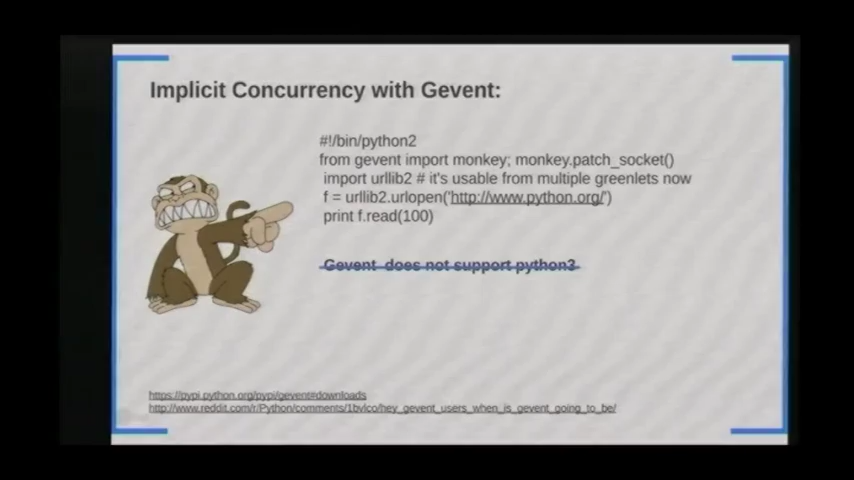 Implicit Concurrency with Gevent:
#!/bin/python2
from gevent import monkey; monkey.patch_socket()
import urllib2 # it's usable from multiple greenlets now
f = urllib2.urlopen('http://www.python.org/')
print f.read(100)
Gevent does not support python3
https://pypi.python.org/pypi/gevent#downloads
http://www.reddit.com/r/Python/comments/1bvlco/hey_gevent_users_when_is_gevent_going_to_be/